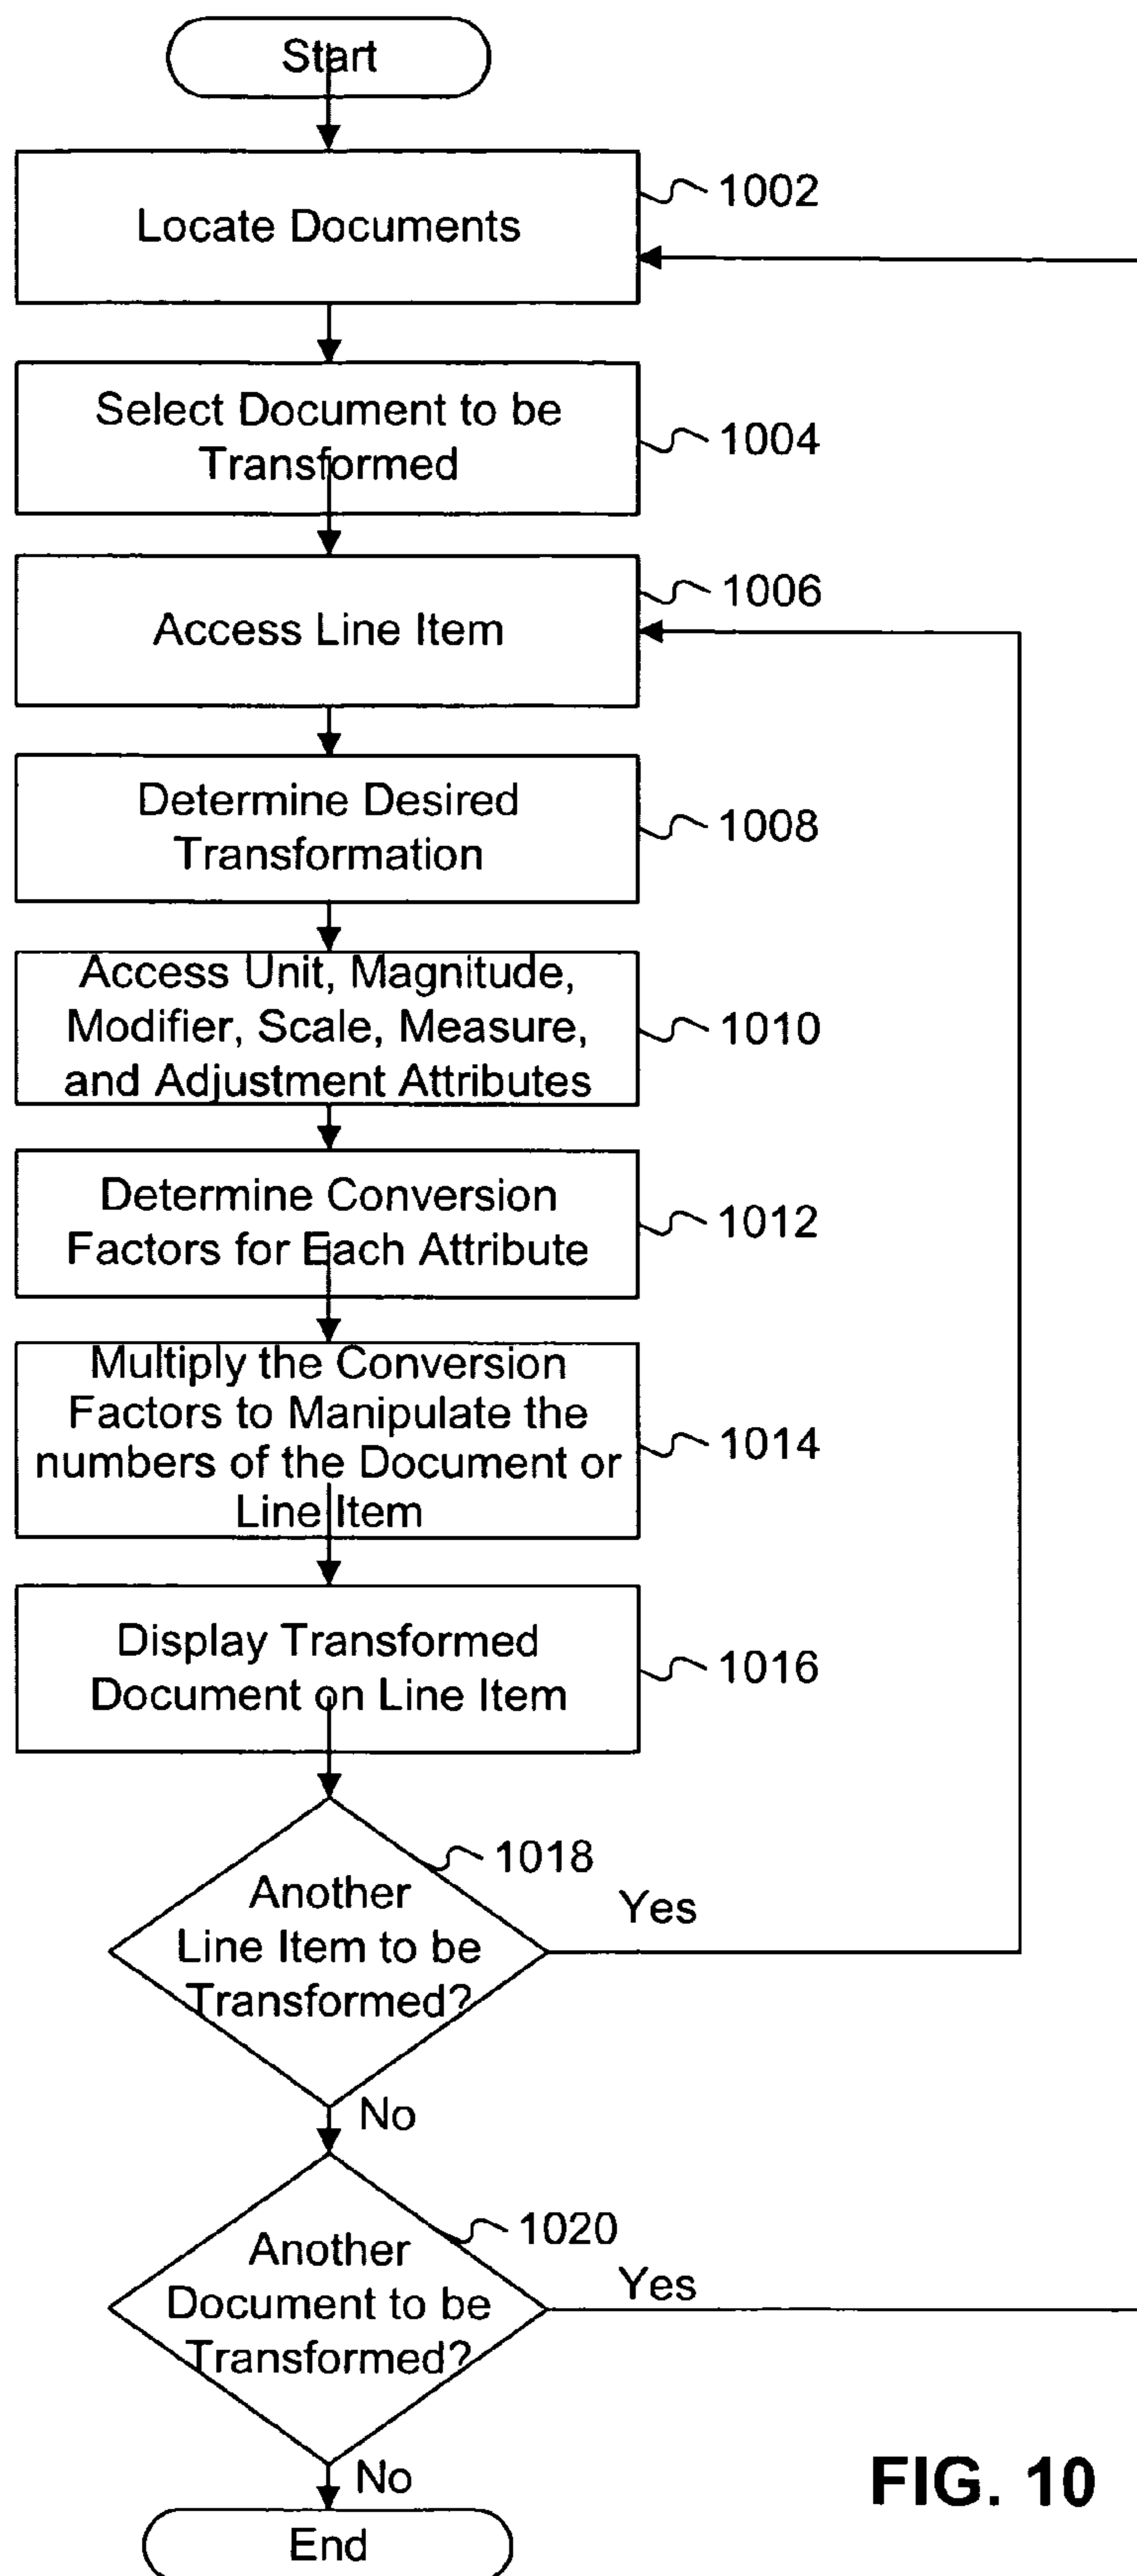 Start
Locate Documents
1002
Select Document to be
Transformed
1004
Access Line Item
1006
Determine Desired
Transformation
1008
Access Unit, Magnitude,
Modifier, Scale, Measure,
and Adjustment Attributes
1010
Determine Conversion
Factors for Each Attribute
1012
Multiply the Conversion
Factors to Manipulate the
numbers of the Document or
Line Item
1014
Display Transformed
Document on Line Item
1016
Another
Line Item to be
Transformed?
1018
Yes
No
Another
Document to be
Transformed?
1020
Yes
No
End
FIG. 10